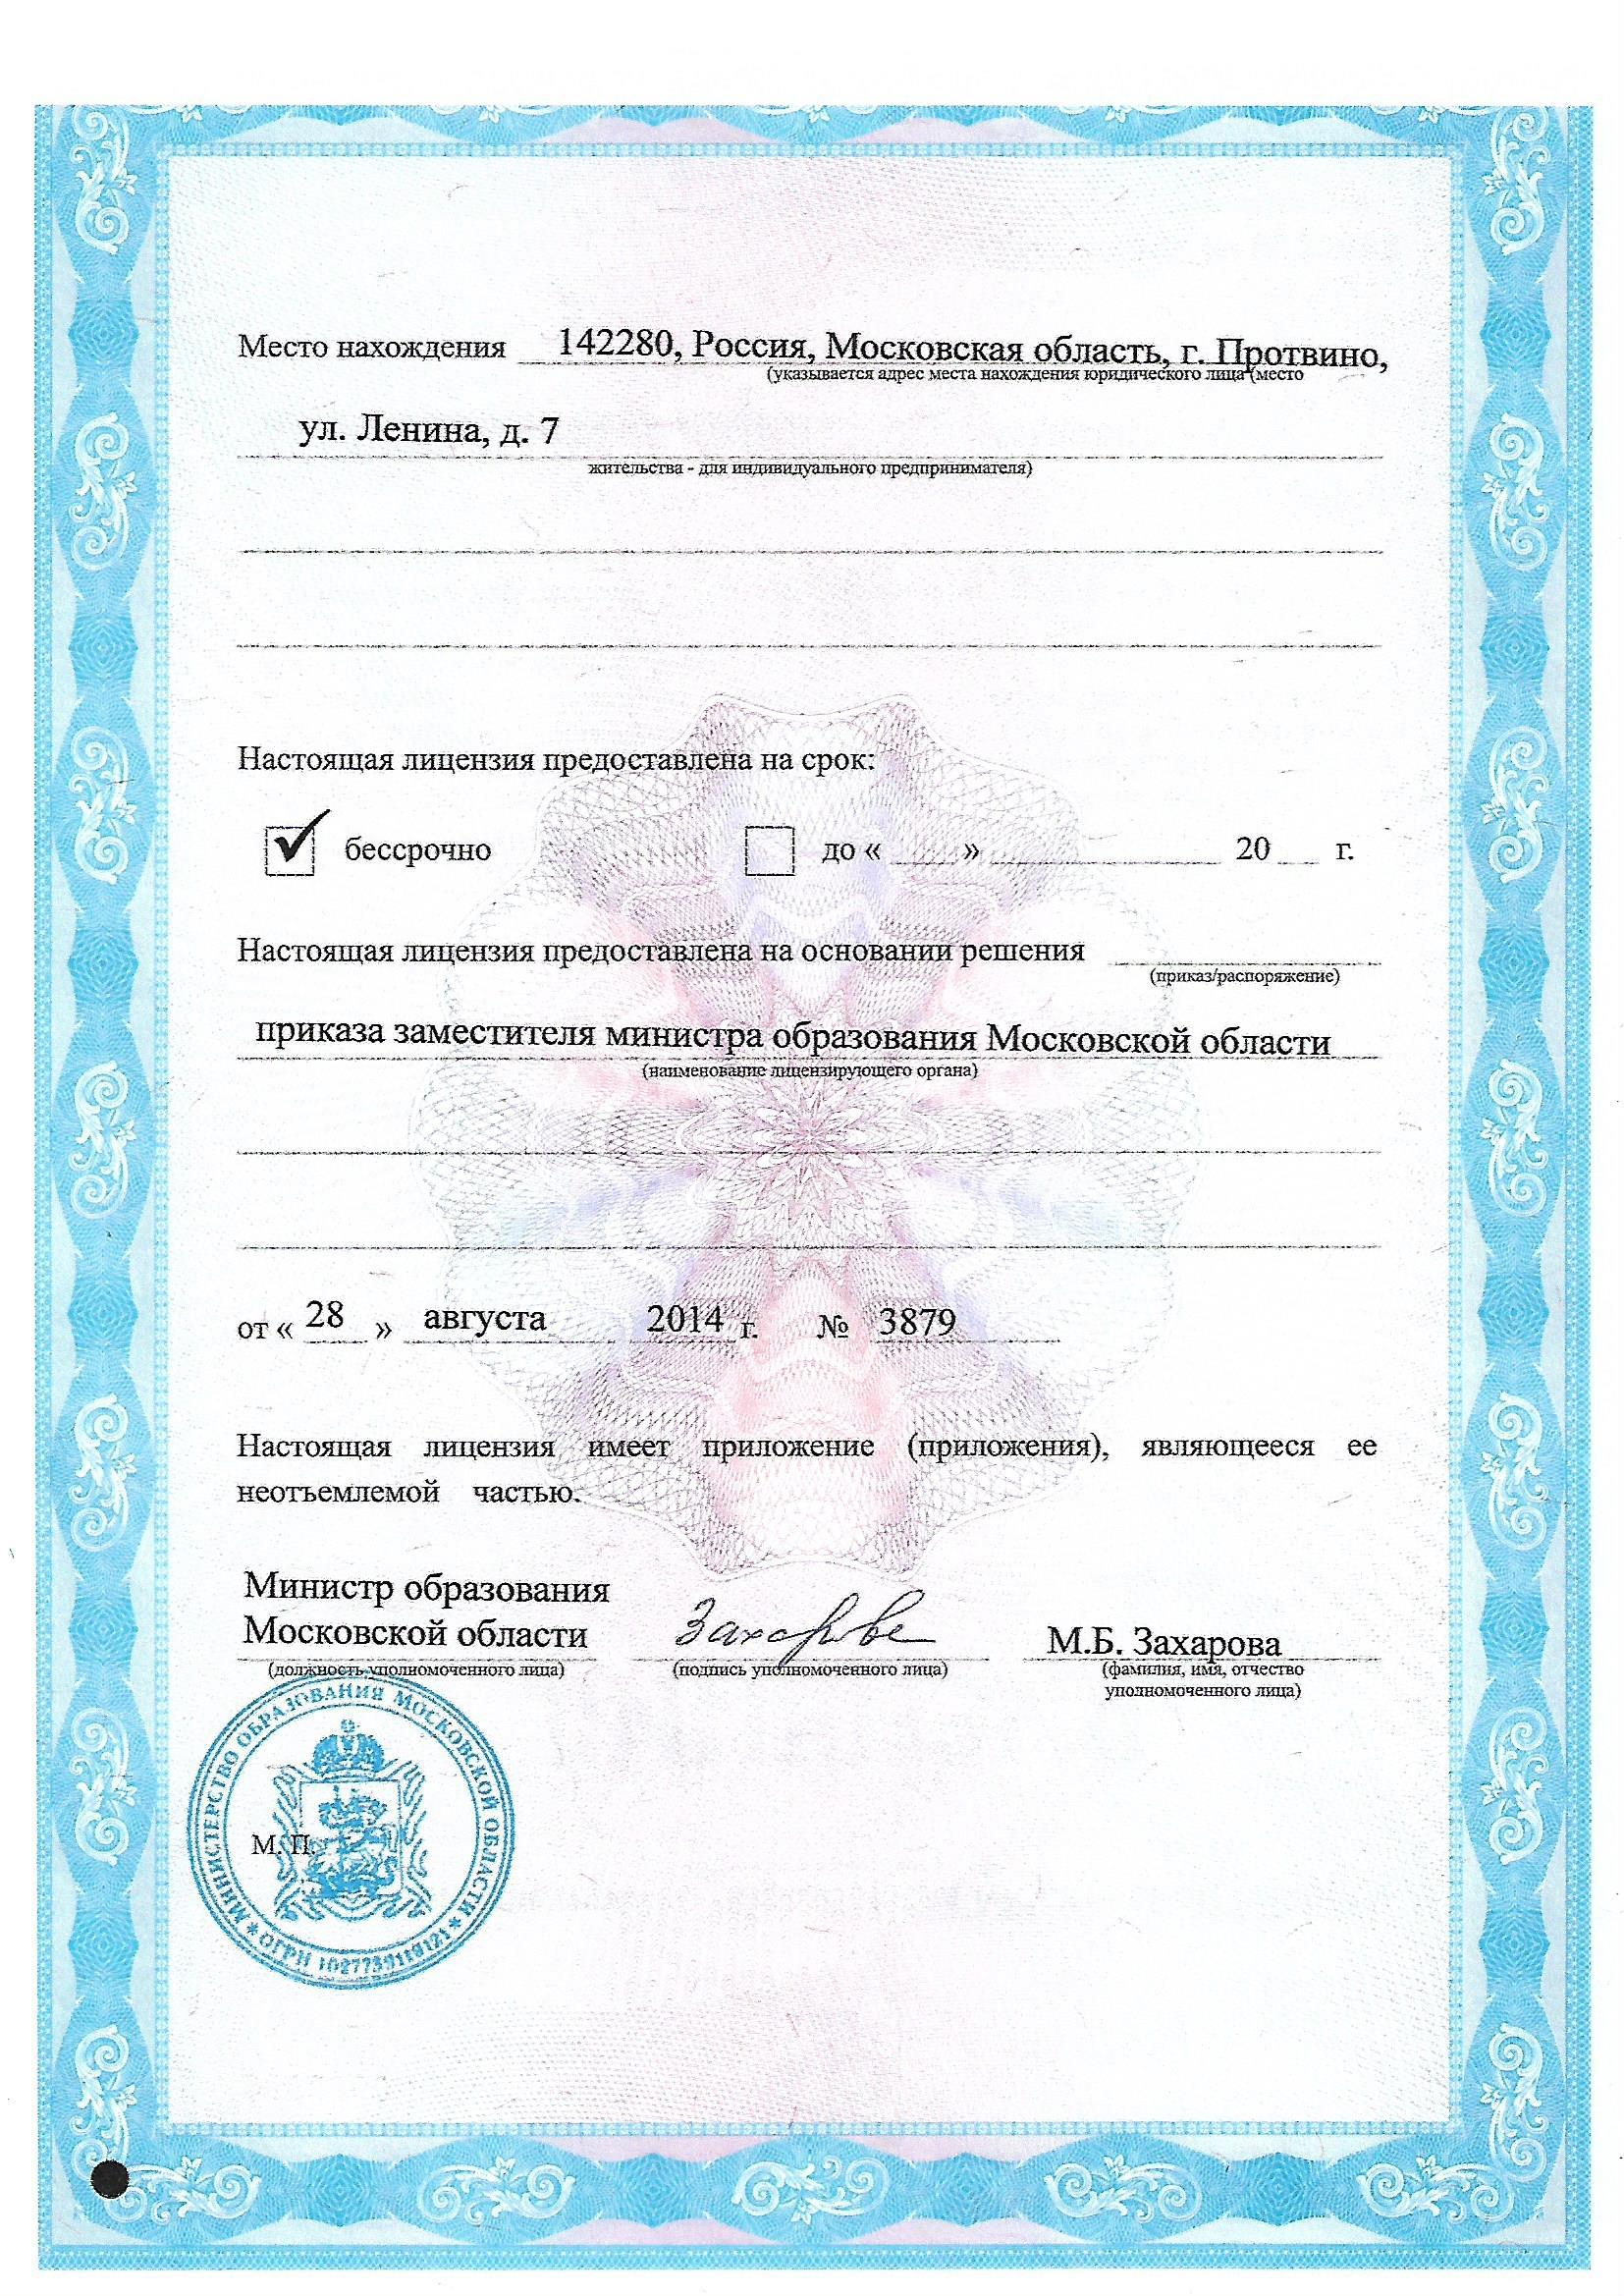 Место нахождения 142280, Россия, Московская область, г. Протвино,
(указывается адрес места нахождения юридического лица (место
ул. Ленина, д. 7
жительства - для индивидуального предпринимателя)
Настоящая лицензия предоставлена на срок:
бессрочно до « » 20 г.
Настоящая лицензия предоставлена на основании решения
(приказ/распоряжение)
приказа заместителя министра образования Московской области
(наименование лицензирующего органа)
от « 28 » августа 2014 г. № 3879
Настоящая лицензия имеет приложение (приложения), являющееся ее
неотъемлемой частью.
Министр образования
Московской области Захарова М.Б. Захарова
(должность уполномоченного лица) (подпись уполномоченного лица) (фамилия, имя, отчество
уполномоченного лица)
М. П.
МИНИСТЕРСТВО ОБРАЗОВАНИЯ МОСКОВСКОЙ ОБЛАСТИ
* ОГРН *